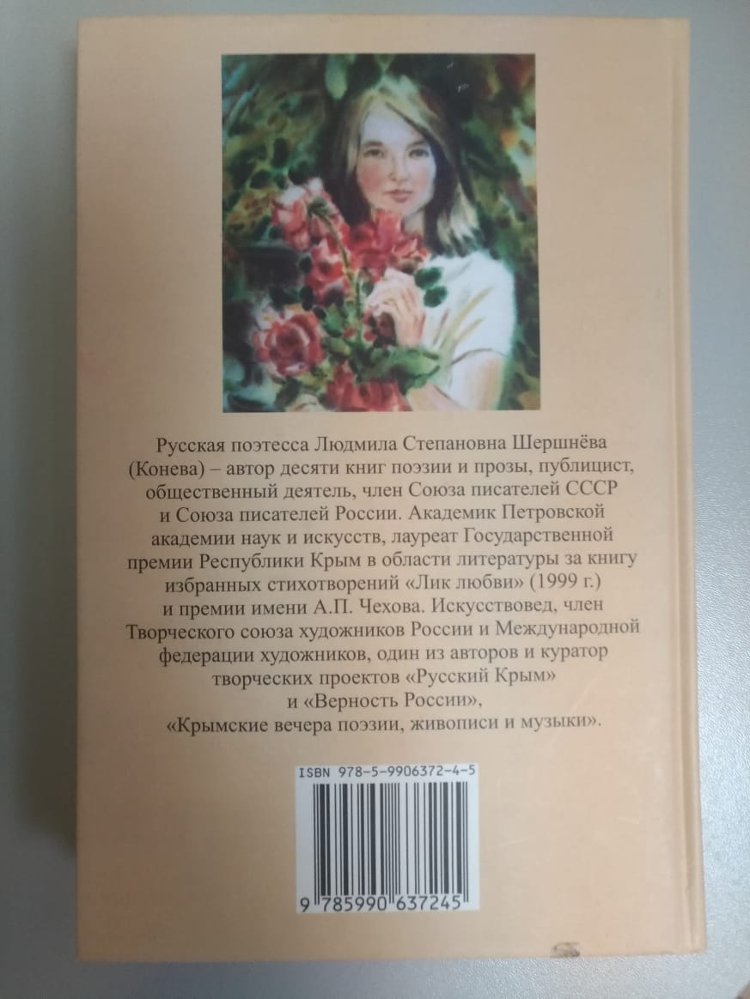 Русская поэтесса Людмила Степановна Шершнёва
(Конева) – автор десяти книг поэзии и прозы, публицист,
общественный деятель, член Союза писателей СССР
и Союза писателей России. Академик Петровской
академии наук и искусств, лауреат Государственной
премии Республики Крым в области литературы за книгу
избранных стихотворений «Лик любви» (1999 г.)
и премии имени А.П. Чехова. Искусствовед, член
Творческого союза художников России и Международной
федерации художников, один из авторов и куратор
творческих проектов «Русский Крым»
и «Верность России»,
«Крымские вечера поэзии, живописи и музыки».
ISBN 978-5-9906372-4-5
9 785990 637245